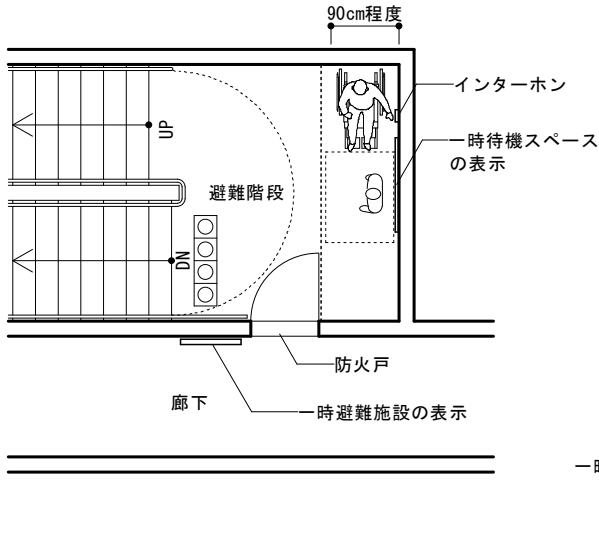 90cm程度
インターホン
一時待機スペース
の表示
UP
避難階段
DN
防火戸
廊下
一時避難施設の表示